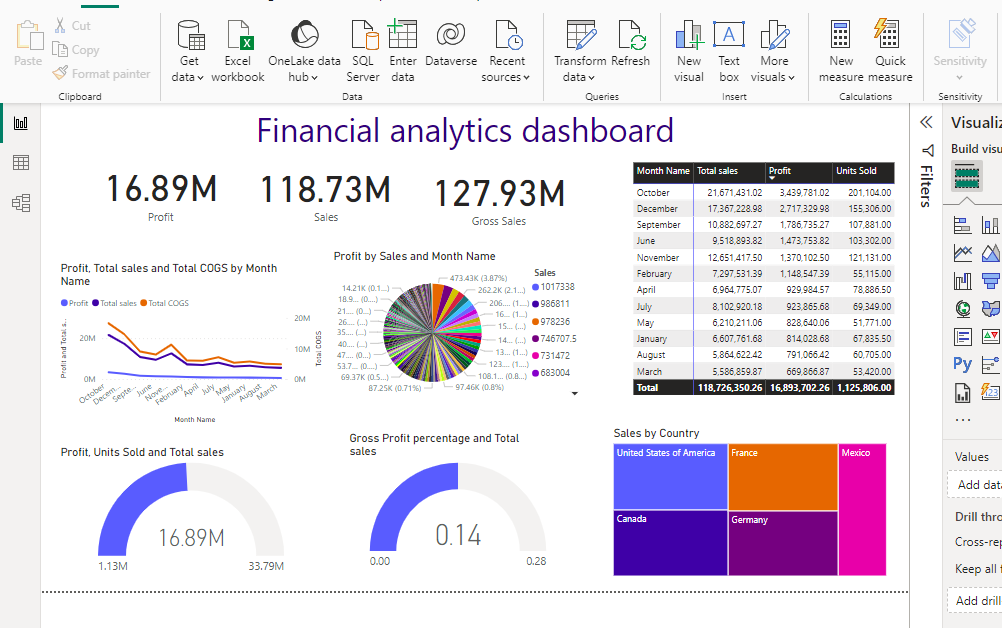 Cut
Paste
Copy
Format painter
Clipboard
Get data
Excel workbook
OneLake data hub
SQL Server
Enter data
Dataverse
Recent sources
Data
Transform data
Refresh
Queries
New visual
Text box
More visuals
Insert
New measure
Quick measure
Calculations
Sensitivity
Sensitivity
Financial analytics dashboard
16.89M
Profit
118.73M
Sales
127.93M
Gross Sales
Month Name Total sales Profit Units Sold
October 21,671,431.02 3,439,781.02 201,104.00
December 17,367,228.98 2,717,329.98 155,306.00
September 10,882,697.27 1,786,735.27 107,881.00
June 9,518,893.82 1,473,753.82 103,302.00
November 12,651,417.50 1,370,102.50 121,131.00
February 7,297,531.39 1,148,547.39 55,115.00
April 6,964,775.07 929,984.57 78,886.50
July 8,102,920.18 923,865.68 69,349.00
May 6,210,211.06 828,640.06 51,771.00
January 6,607,761.68 814,028.68 67,835.50
August 5,864,622.42 791,066.42 60,705.00
March 5,586,859.87 669,866.87 53,420.00
Total 118,726,350.26 16,893,702.26 1,125,806.00
Profit, Total sales and Total COGS by Month
Name
Profit Total sales Total COGS
Profit and Total s...
20M
0M
20M
10M
0M
Total COGS
October
Decem...
Septe...
June
Nove...
February
April
July
May
January
August
March
Month Name
Profit by Sales and Month Name
473.43K (3.87%)
262.2K (2.1...)
206.... (1....)
16... (1....)
15... (...)
14... (...)
13... (1...)
123.... (1...)
108.1... (0.8...)
97.46K (0.8%)
87.25K (0.71%)
69.37K (0.5...)
53.7... (0....)
47.... (0...)
40.... (...)
35.... (...)
26.... (...)
21.... (0...)
18.9... (0....)
14.21K (0.1...)
Sales
1017338
986811
978236
746707.5
731472
683004
Profit, Units Sold and Total sales
16.89M
1.13M
33.79M
Gross Profit percentage and Total
sales
0.14
0.00
0.28
Sales by Country
United States of America
France
Mexico
Canada
Germany
Filters
Visualiz
Build visu
Py
123
...
Values
Add data
Drill thro
Cross-rep
Keep all f
Add drill